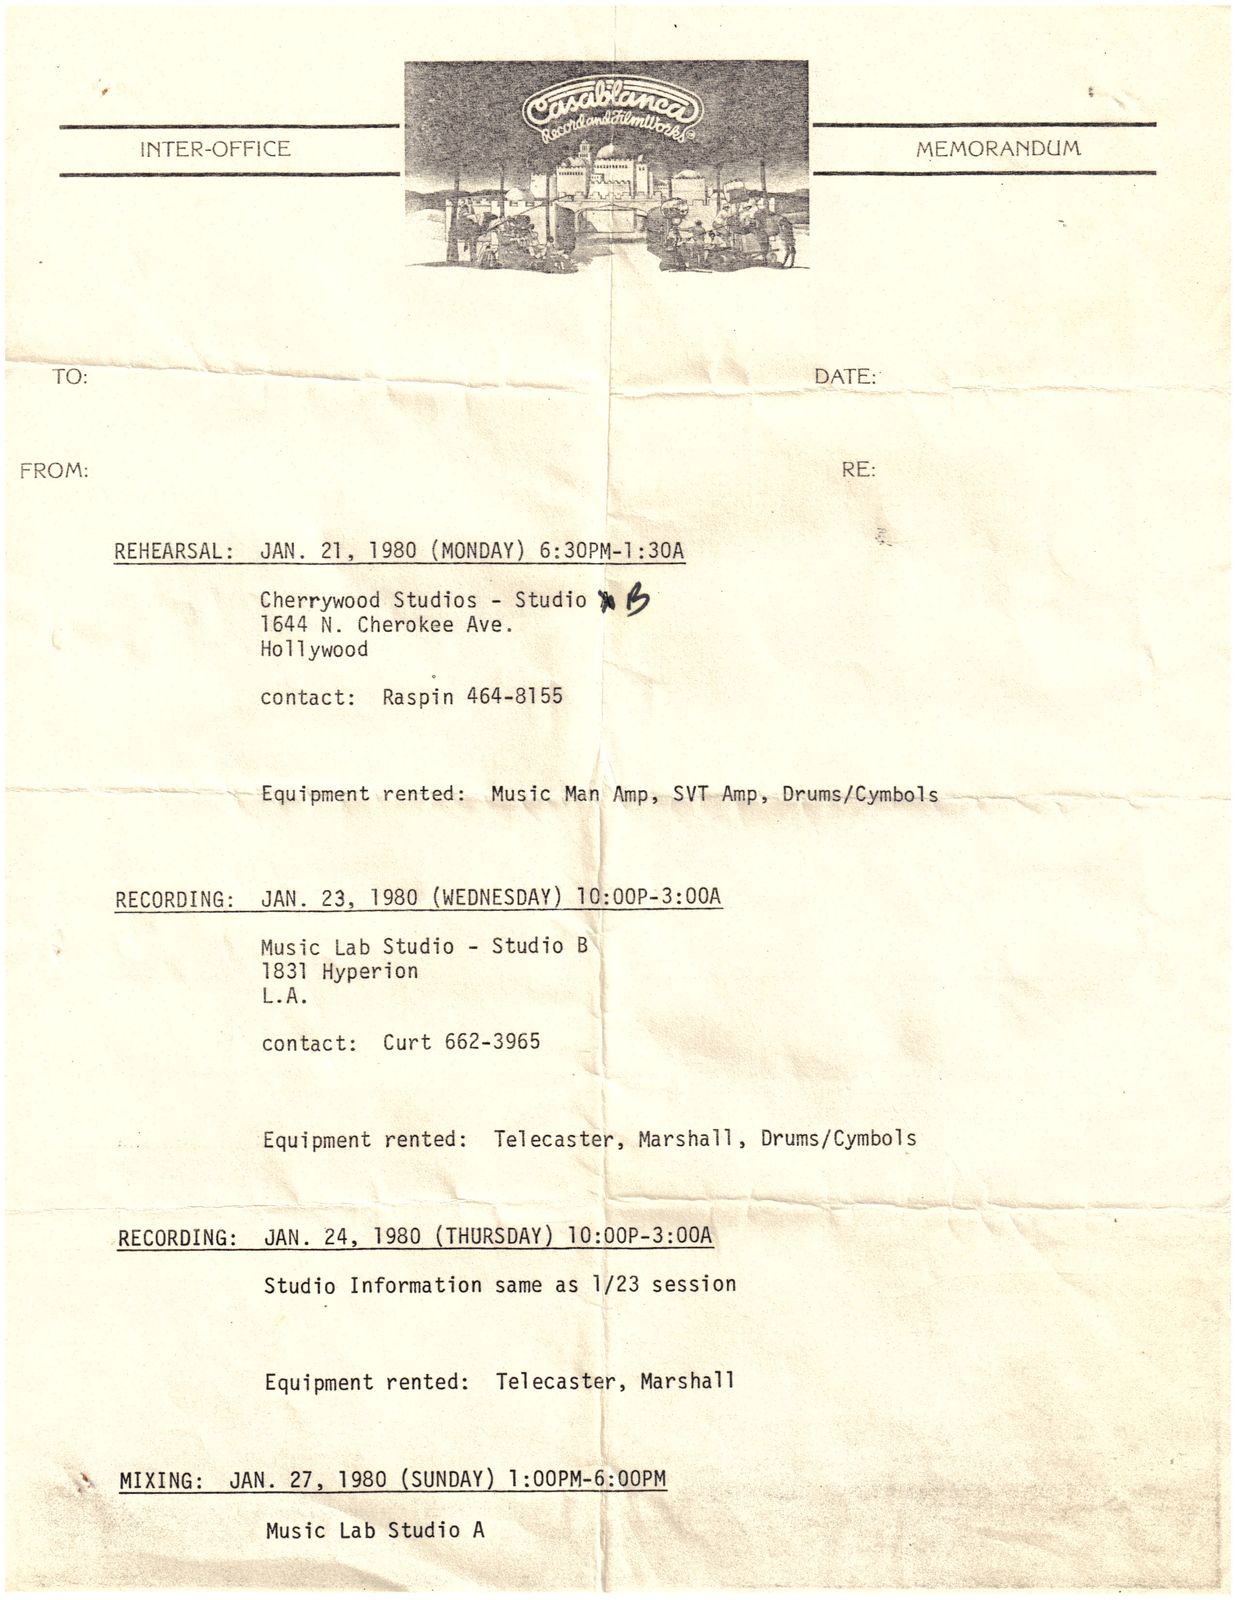 Casablanca
Record and FilmWorks
INTER-OFFICE
MEMORANDUM
TO:
DATE:
FROM:
RE:
REHEARSAL: JAN. 21, 1980 (MONDAY) 6:30PM-1:30A
Cherrywood Studios - Studio B
1644 N. Cherokee Ave.
Hollywood
contact: Raspin 464-8155
Equipment rented: Music Man Amp, SVT Amp, Drums/Cymbols
RECORDING: JAN. 23, 1980 (WEDNESDAY) 10:00P-3:00A
Music Lab Studio - Studio B
1831 Hyperion
L.A.
contact: Curt 662-3965
Equipment rented: Telecaster, Marshall, Drums/Cymbols
RECORDING: JAN. 24, 1980 (THURSDAY) 10:00P-3:00A
Studio Information same as 1/23 session
Equipment rented: Telecaster, Marshall
MIXING: JAN. 27, 1980 (SUNDAY) 1:00PM-6:00PM
Music Lab Studio A